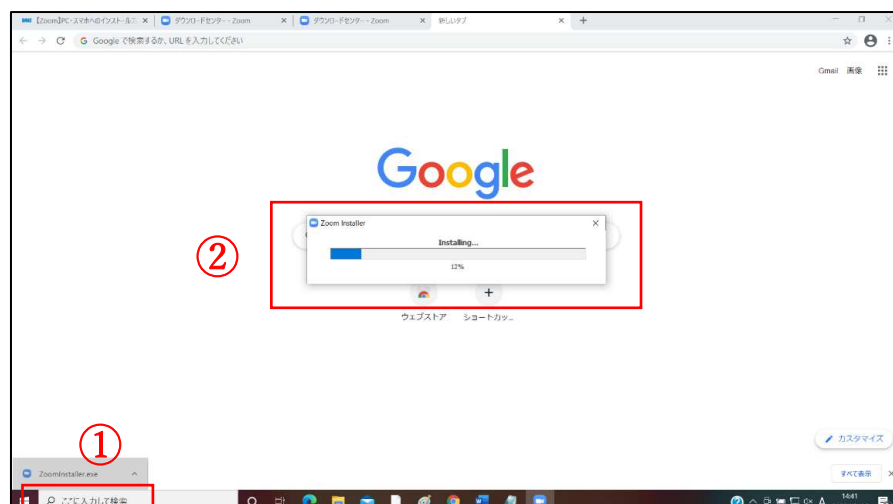 【Zoom】PC・スマホへのインストール方
ダウンロードセンター - Zoom
ダウンロードセンター - Zoom
新しいタブ
Google で検索するか、URL を入力してください
Gmail 画像
Google
Zoom Installer
Installing...
12%
②
ウェブストア
ショートカッ...
①
カスタマイズ
ZoomInstaller.exe
すべて表示
ここに入力して検索
14:41